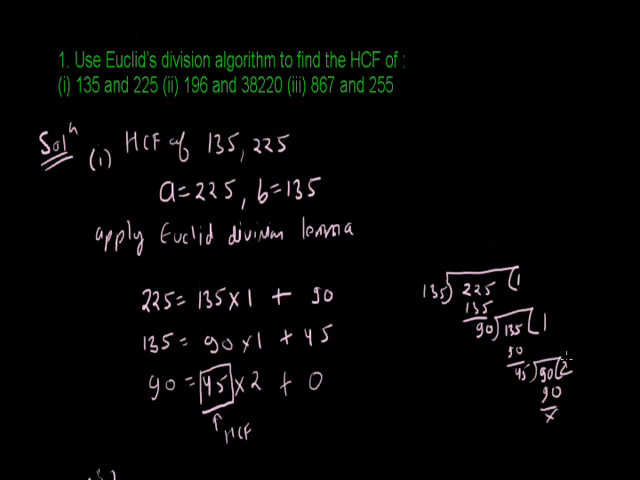 1. Use Euclid's division algorithm to find the HCF of :
(i) 135 and 225 (ii) 196 and 38220 (iii) 867 and 255
Solⁿ
(i) HCF of 135, 225
a=225, b=135
apply Euclid division lemma
225= 135×1 + 90
135= 90×1 + 45
90 = 45×2 + 0
↑ HCF
135) 225 (1
135
90) 135 (1
90
45) 90 (2
90
×